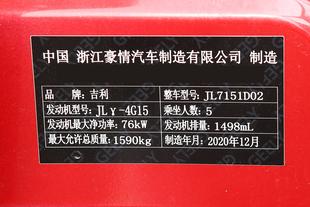 中国 浙江豪情汽车制造有限公司 制造
品牌：吉利 整车型号：JL7151D02
发动机型号：JLγ-4G15 乘坐人数：5
发动机最大净功率：76kW 发动机排量：1498mL
最大允许总质量：1590kg 制造年月：2020年12月